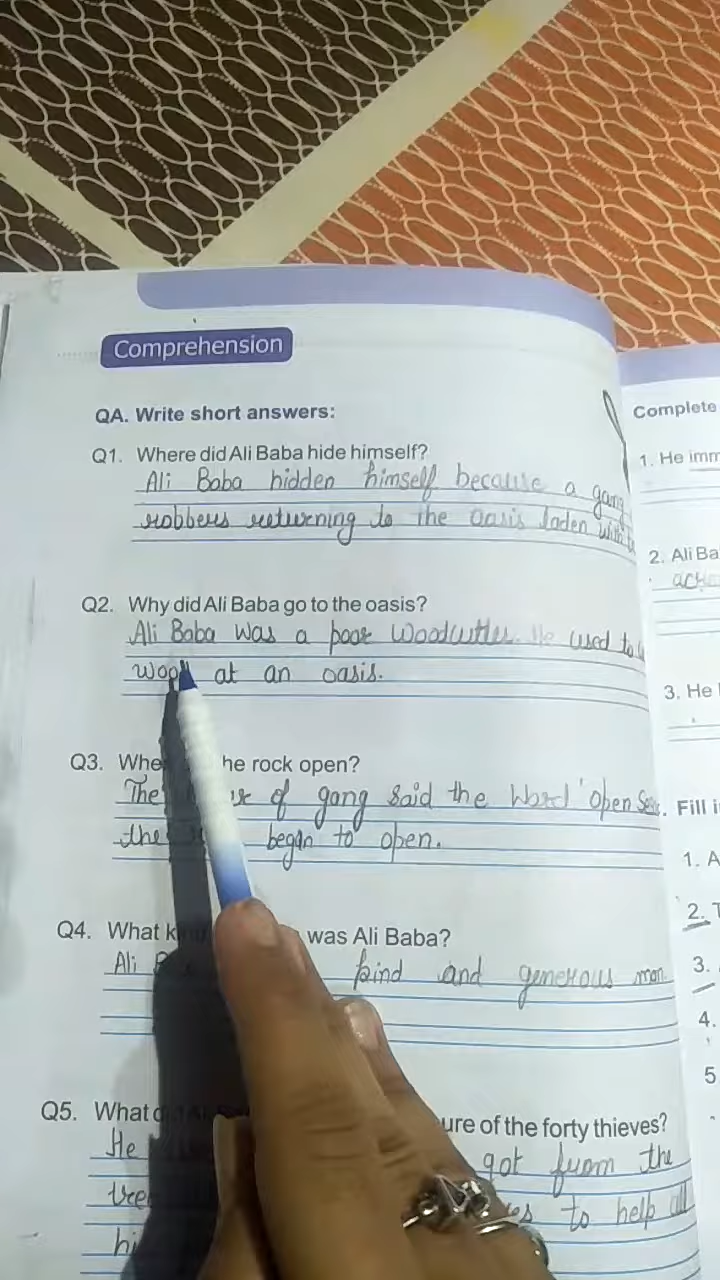 Comprehension
QA. Write short answers:
Q1. Where did Ali Baba hide himself?
Ali Baba hidden himself because a gang
robbers returning to the oasis laden with
Q2. Why did Ali Baba go to the oasis?
Ali Baba was a poor Woodcutter. He used to
at an oasis.
Q3. he rock open?
The of gang said the Word 'open
the began to open.
Q4. What was Ali Baba?
Ali kind and generous man
Q5. What ure of the forty thieves?
He got from the
to help all
Complete
1. He imm
2. Ali Ba
3. He
Fill i
1. A
2. T
3.
4.
5